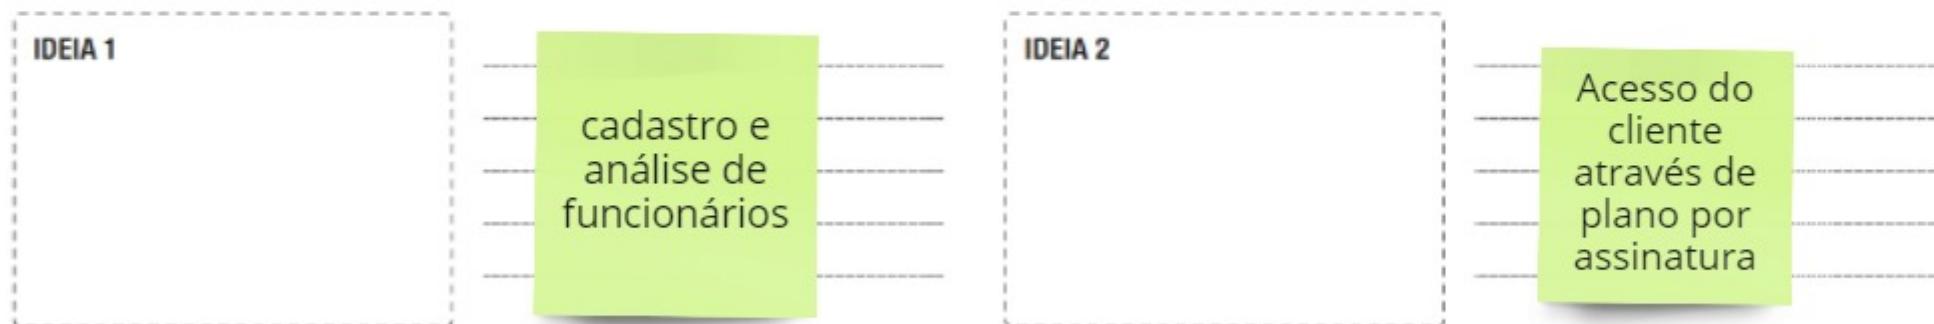 IDEIA 1
cadastro e
análise de
funcionários
IDEIA 2
Acesso do
cliente
através de
plano por
assinatura